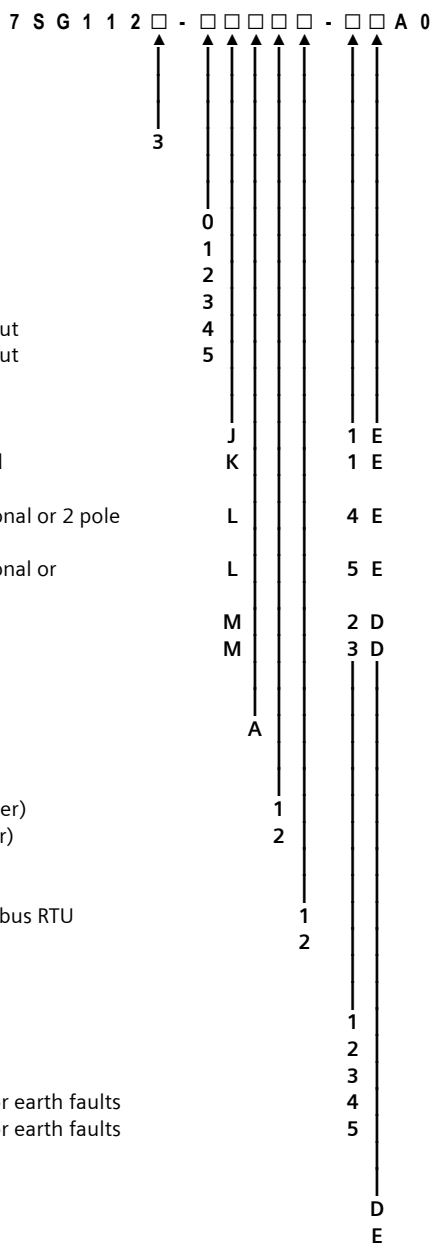 7 S G 1 1 2 □ - □ □ □ □ □ - □ □ A 0
3
0
1
2
3
ut 4
ut 5
J 1 E
l K 1 E
onal or 2 pole L 4 E
onal or L 5 E
M 2 D
M 3 D
A
er) 1
r) 2
bus RTU 1
2
1
2
3
or earth faults 4
or earth faults 5
D
E